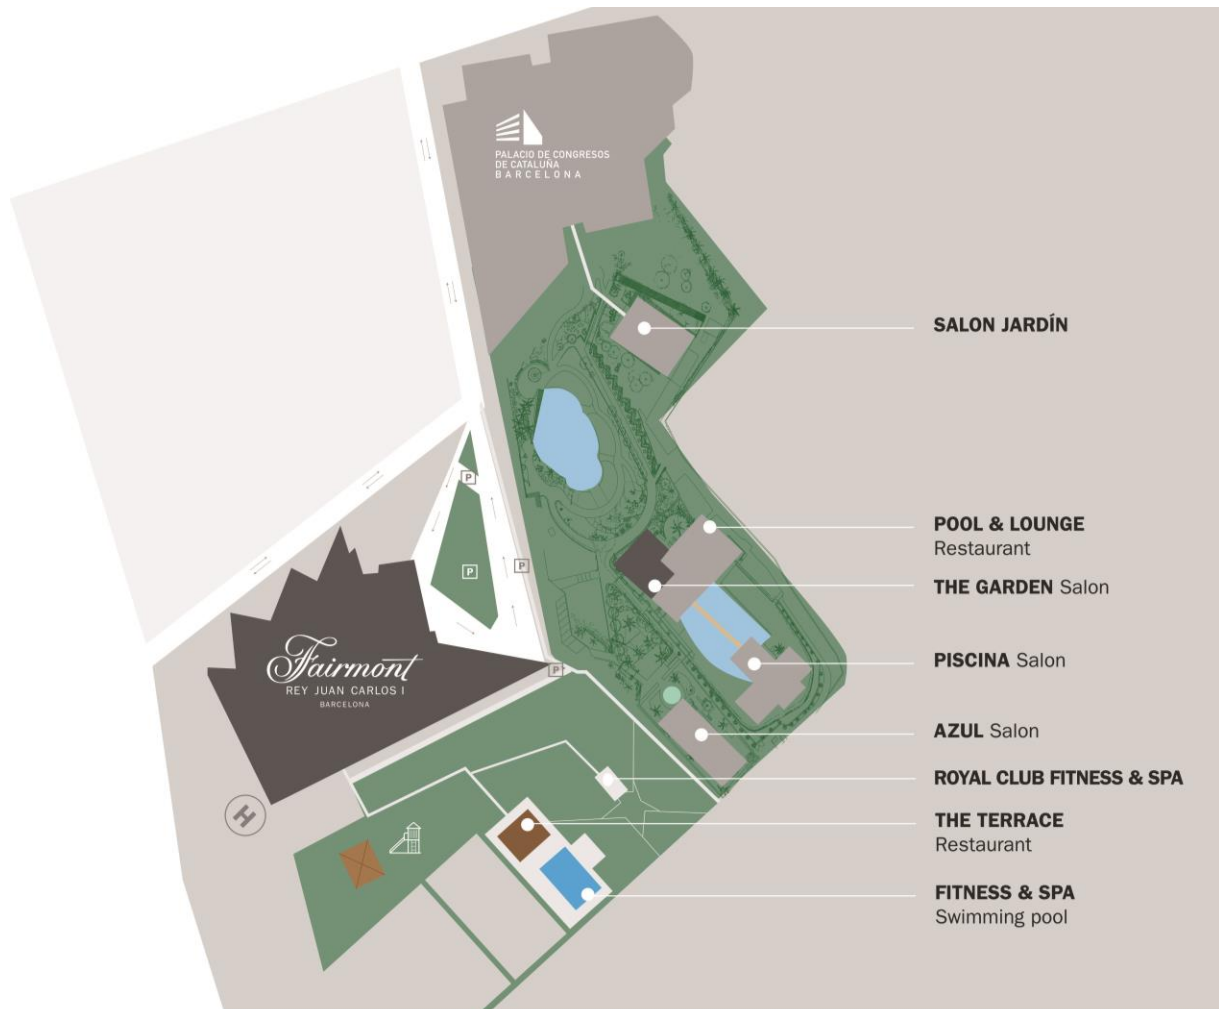 PALACIO DE CONGRESOS
DE CATALUÑA
BARCELONA
SALON JARDÍN
P
POOL & LOUNGE
Restaurant
P
P
THE GARDEN Salon
Fairmont
REY JUAN CARLOS I
BARCELONA
P
PISCINA Salon
AZUL Salon
ROYAL CLUB FITNESS & SPA
H
THE TERRACE
Restaurant
FITNESS & SPA
Swimming pool